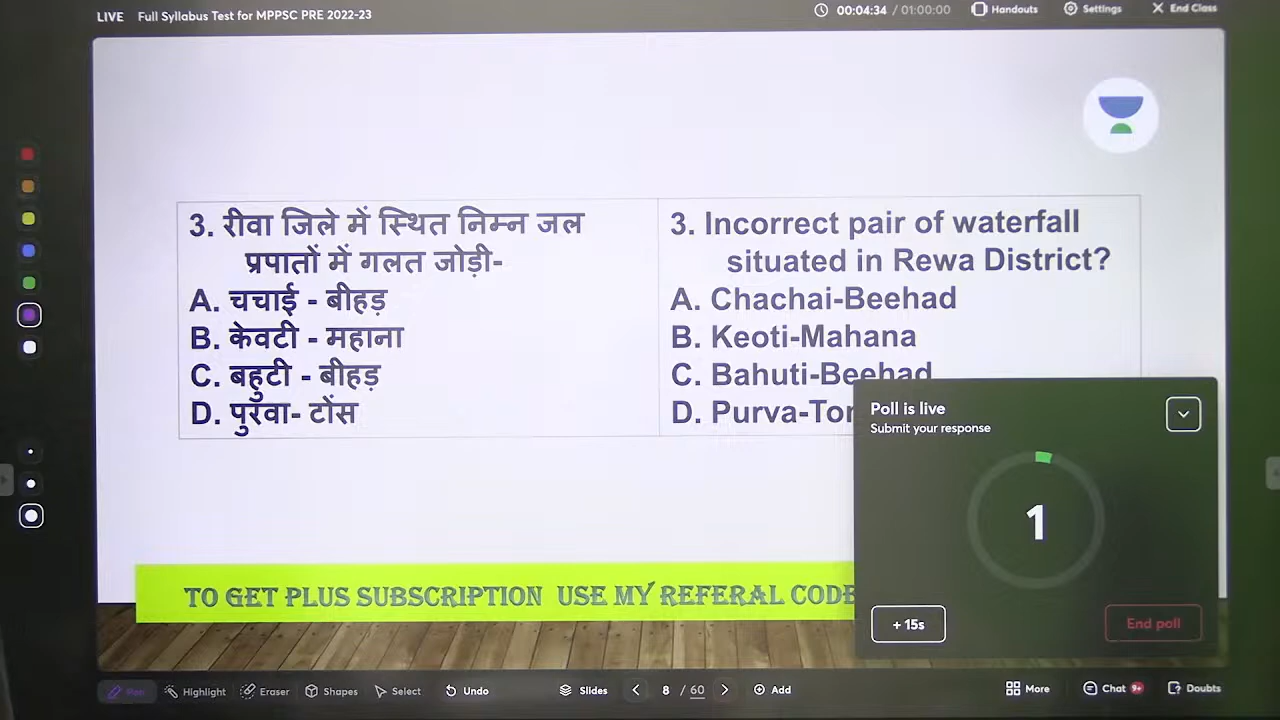 LIVE Full Syllabus Test for MPPSC PRE 2022-23
00:04:34 / 01:00:00 Handouts Settings End Class
3. रीवा जिले में स्थित निम्न जल
प्रपातों में गलत जोड़ी-
A. चचाई - बीहड़
B. केवटी - महाना
C. बहुटी - बीहड़
D. पुरवा- टोंस
3. Incorrect pair of waterfall
situated in Rewa District?
A. Chachai-Beehad
B. Keoti-Mahana
C. Bahuti-Beehad
D. Purva-
Poll is live
Submit your response
1
+ 15s End poll
TO GET PLUS SUBSCRIPTION USE MY REFERAL CODE
Pen Highlight Eraser Shapes Select Undo Slides 8 / 60 Add More Chat 9+ Doubts